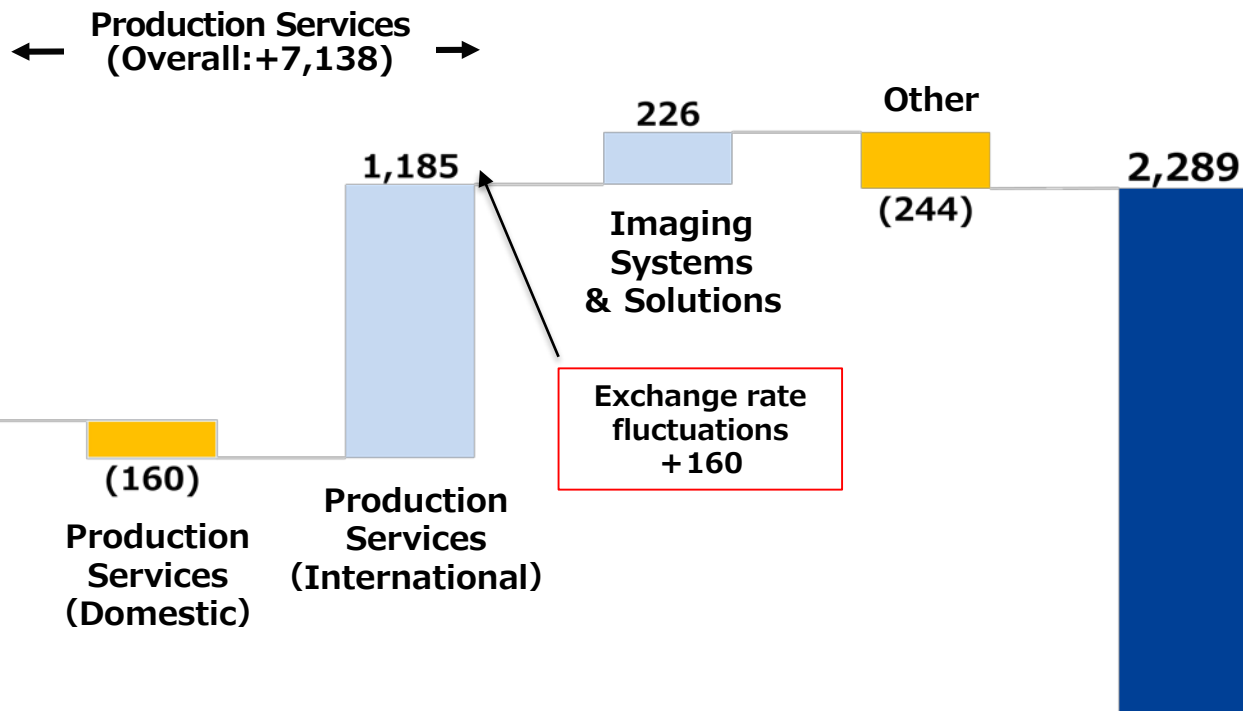 Production Services
(Overall:+7,138)
Other
226
1,185
2,289
(244)
Imaging
Systems
& Solutions
Exchange rate
fluctuations
+160
(160)
Production
Services
(International)
Production
Services
(Domestic)